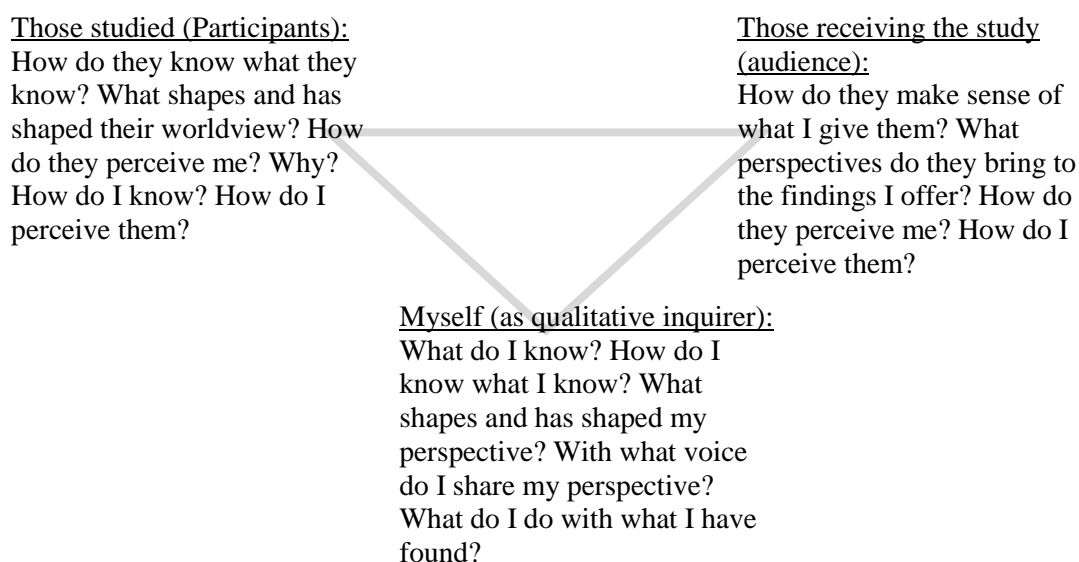 Those studied (Participants):
How do they know what they
know? What shapes and has
shaped their worldview? How
do they perceive me? Why?
How do I know? How do I
perceive them?
Those receiving the study
(audience):
How do they make sense of
what I give them? What
perspectives do they bring to
the findings I offer? How do
they perceive me? How do I
perceive them?
Myself (as qualitative inquirer):
What do I know? How do I
know what I know? What
shapes and has shaped my
perspective? With what voice
do I share my perspective?
What do I do with what I have
found?